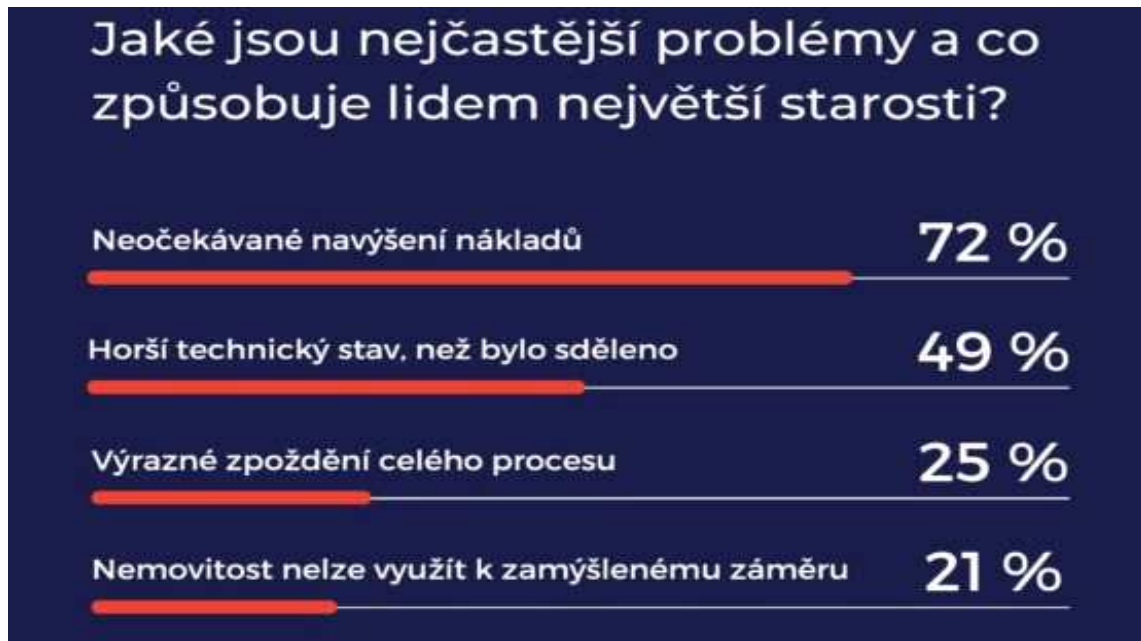 Jaké jsou nejčastější problémy a co
způsobuje lidem největší starosti?
Neočekávané navýšení nákladů
72 %
Horší technický stav, než bylo sděleno
49 %
Výrazné zpoždění celého procesu
25 %
Nemovitost nelze využít k zamýšlenému záměru
21 %